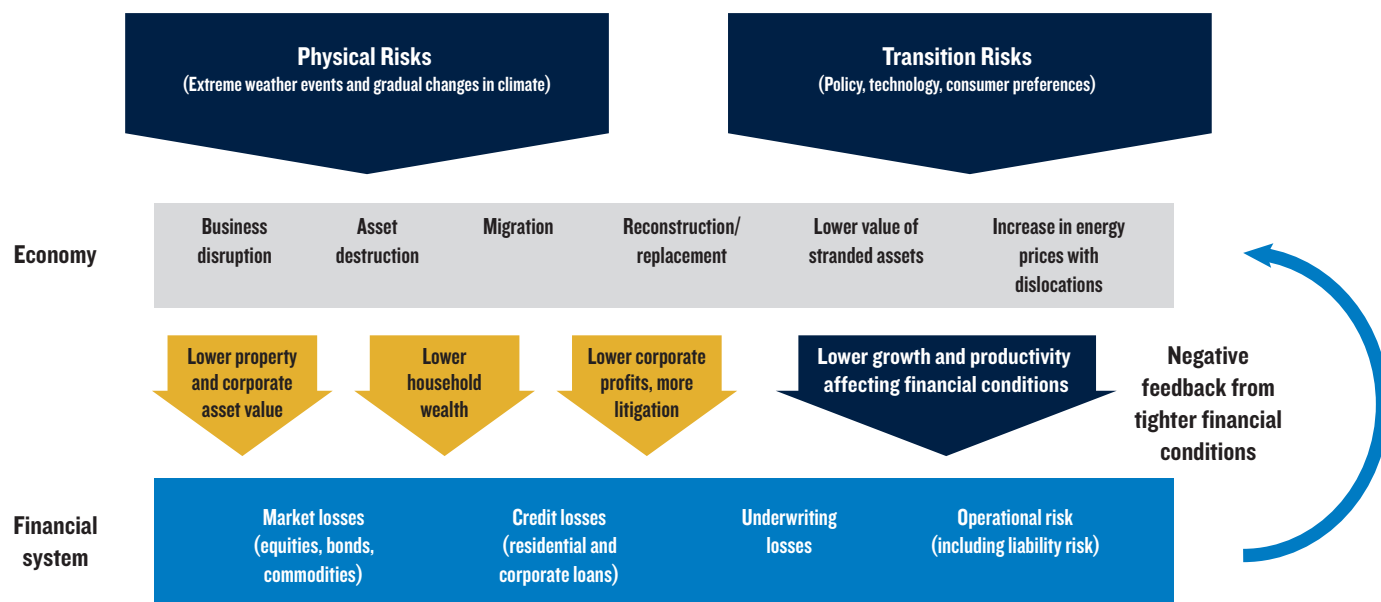 Physical Risks
(Extreme weather events and gradual changes in climate)
Transition Risks
(Policy, technology, consumer preferences)
Economy
Business
disruption
Asset
destruction
Migration
Reconstruction/
replacement
Lower value of
stranded assets
Increase in energy
prices with
dislocations
Lower property
and corporate
asset value
Lower
household
wealth
Lower corporate
profits, more
litigation
Lower growth and productivity
affecting financial conditions
Negative
feedback from
tighter financial
conditions
Financial
system
Market losses
(equities, bonds,
commodities)
Credit losses
(residential and
corporate loans)
Underwriting
losses
Operational risk
(including liability risk)